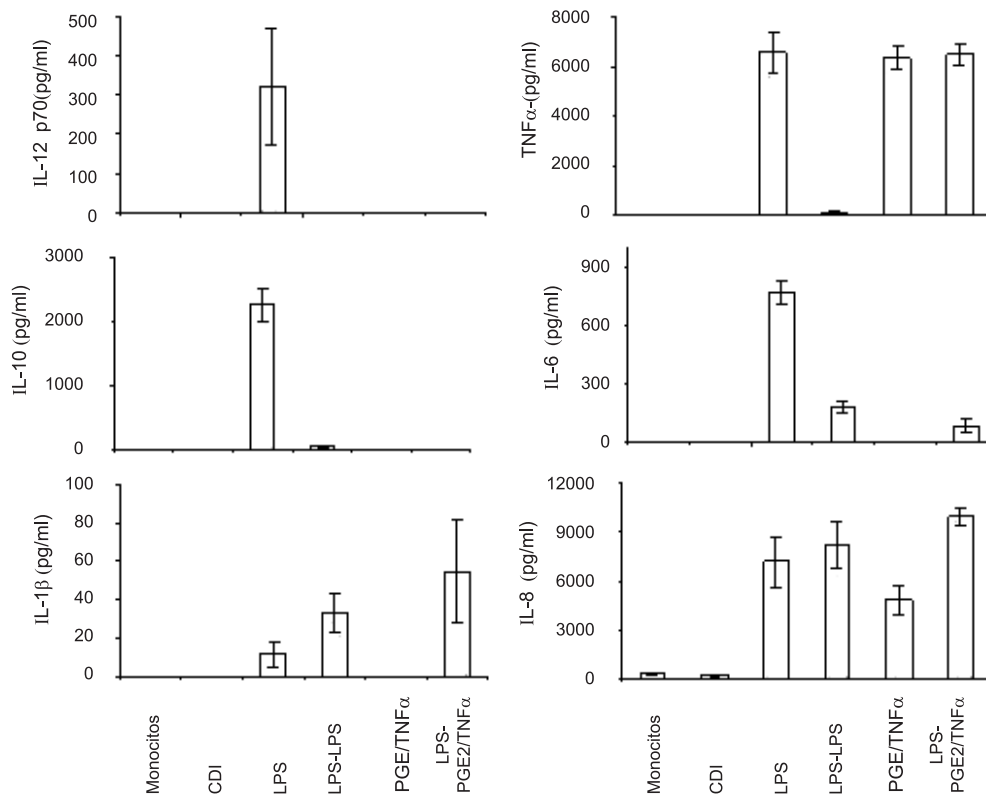 IL-12 p70(pg/ml)
500
400
300
200
100
0
TNFα-(pg/ml)
8000
6000
4000
2000
0
IL-10 (pg/ml)
3000
2000
1000
0
IL-6 (pg/ml)
900
600
300
0
IL-1β (pg/ml)
100
80
60
40
20
0
IL-8 (pg/ml)
12000
9000
6000
3000
0
Monocitos
CDI
LPS
LPS-LPS
PGE/TNFα
LPS-
PGE2/TNFα
Monocitos
CDI
LPS
LPS-LPS
PGE/TNFα
LPS-
PGE2/TNFα